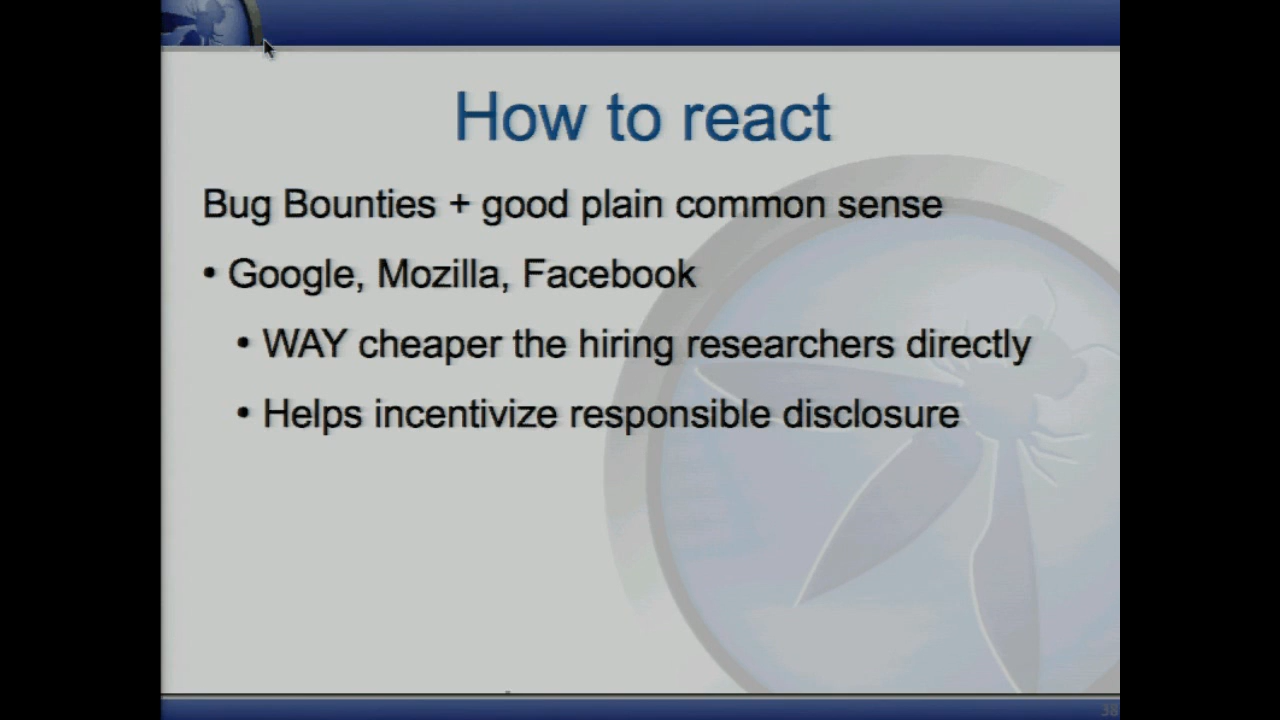 How to react
Bug Bounties + good plain common sense
• Google, Mozilla, Facebook
• WAY cheaper the hiring researchers directly
• Helps incentivize responsible disclosure
38